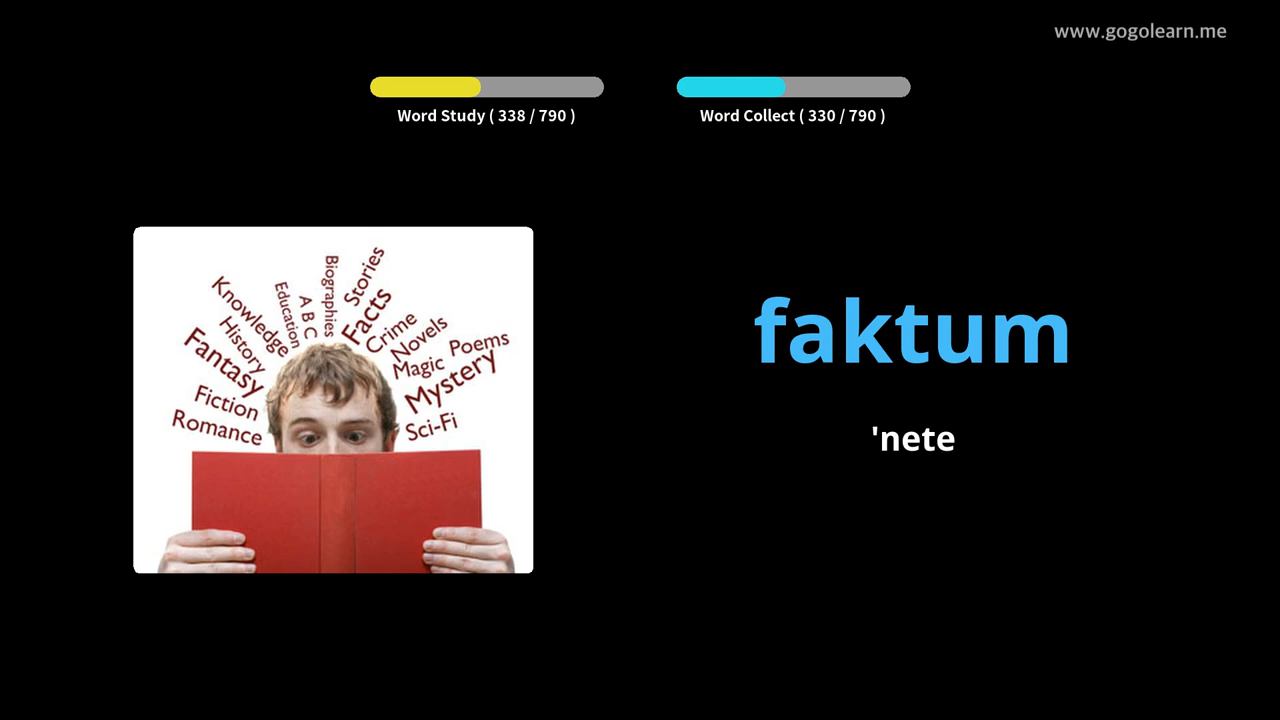 www.gogolearn.me
Word Study ( 338 / 790 )
Word Collect ( 330 / 790 )
Knowledge
Education
A B C
Biographies
Stories
Facts
Crime
Novels
Poems
History
Fantasy
Magic
Mystery
Fiction
Romance
Sci-Fi
faktum
'nete